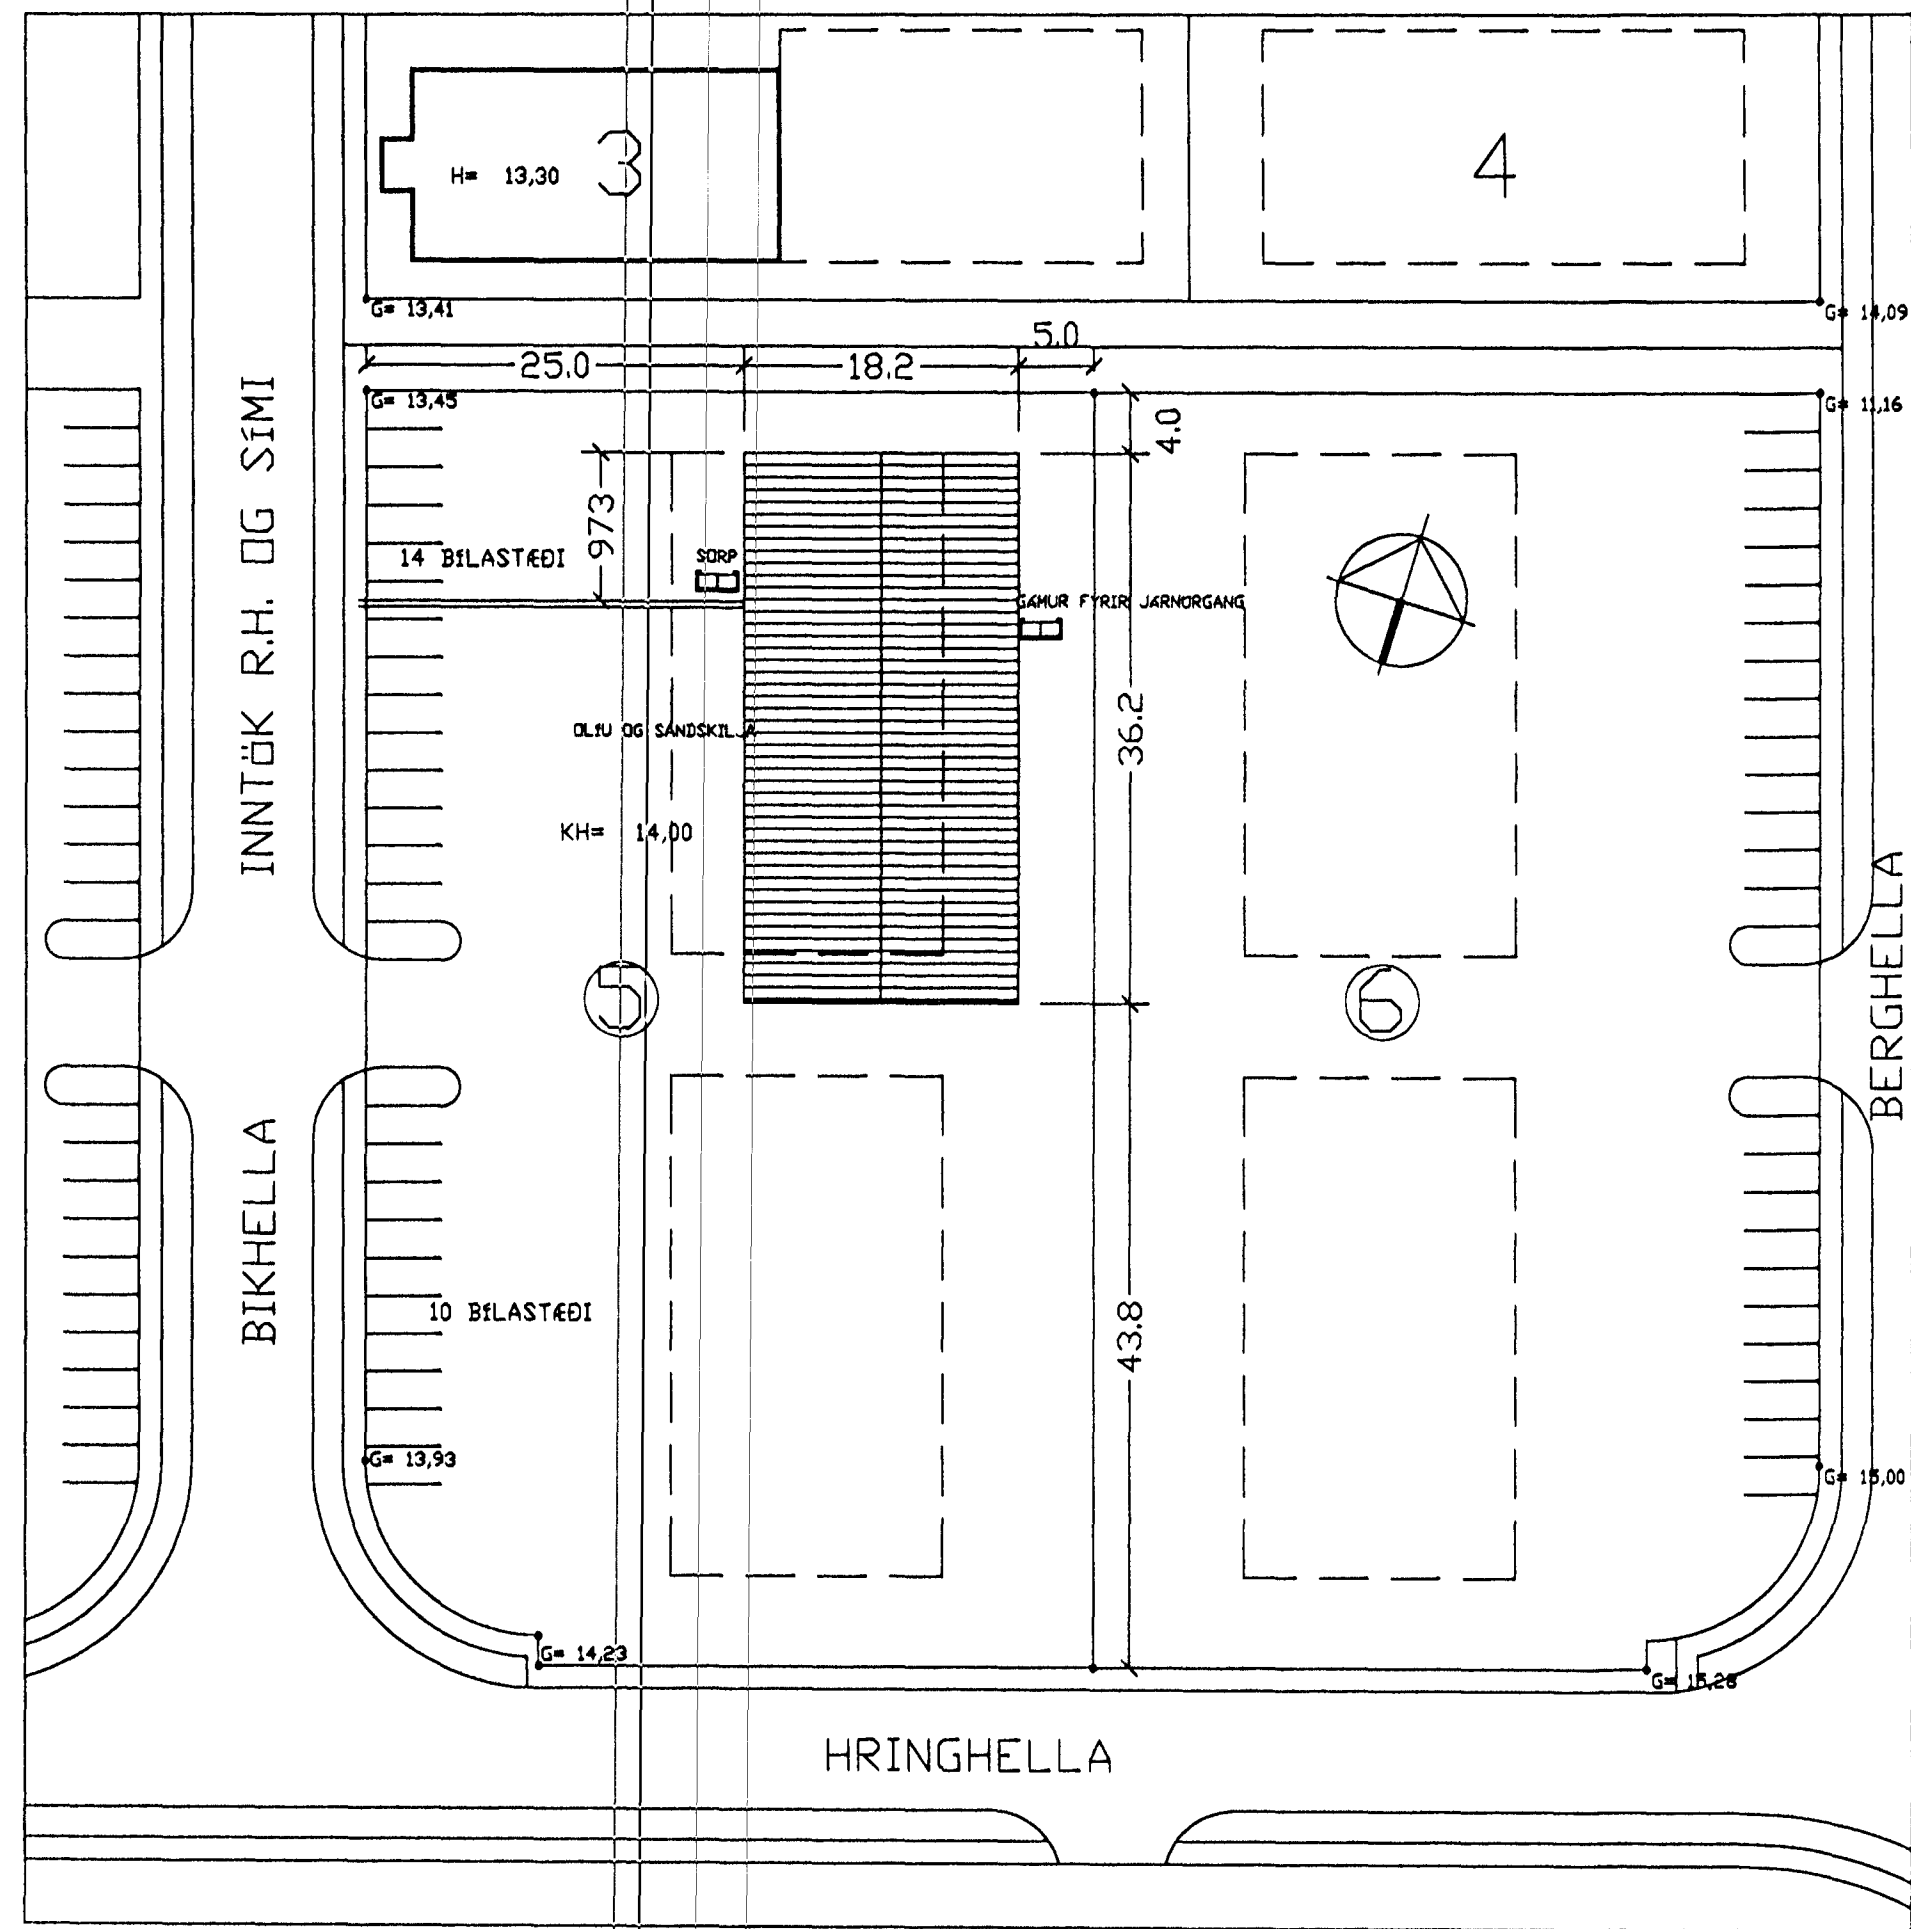 3
H= 13,30
4
G= 13,41
G= 14,09
5.0
25.0
18.2
G= 13,45
G= 11,16
4.0
INNTÖK R.H. OG SÍMI
973
14 BÍLASTÆÐI
SORP
GÁMUR FYRIR JÁRNÚRGANG
36.2
OLÍU OG SANDSKILJA
KH= 14,00
BERGHELLA
5
6
BIKHELLA
10 BÍLASTÆÐI
43.8
G= 13,93
G= 15,00
G= 14,23
G= 15,28
HRINGHELLA